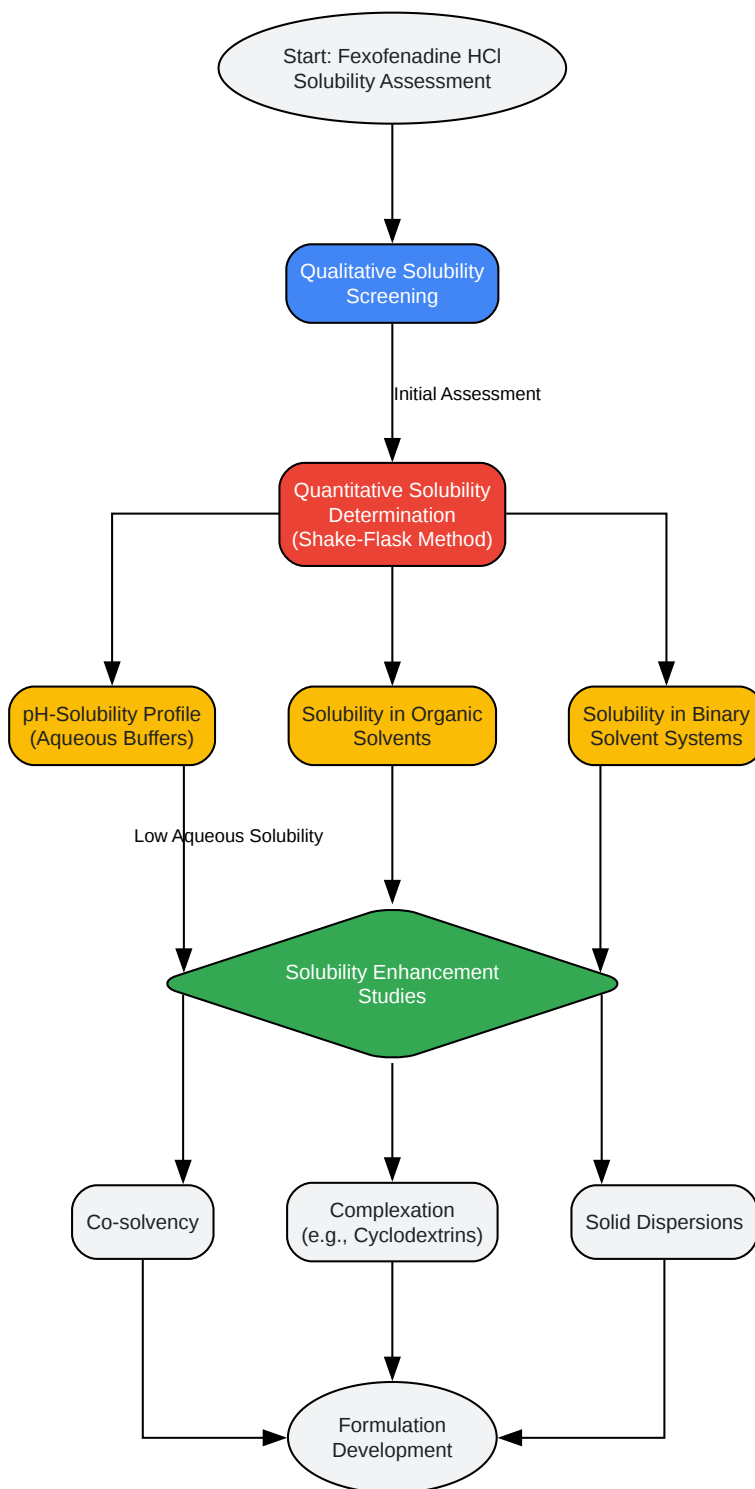 Start: Fexofenadine HCl
Solubility Assessment
Qualitative Solubility
Screening
Initial Assessment
Quantitative Solubility
Determination
(Shake-Flask Method)
pH-Solubility Profile
(Aqueous Buffers)
Solubility in Organic
Solvents
Solubility in Binary
Solvent Systems
Low Aqueous Solubility
Solubility Enhancement
Studies
Co-solvency
Complexation
(e.g., Cyclodextrins)
Solid Dispersions
Formulation
Development